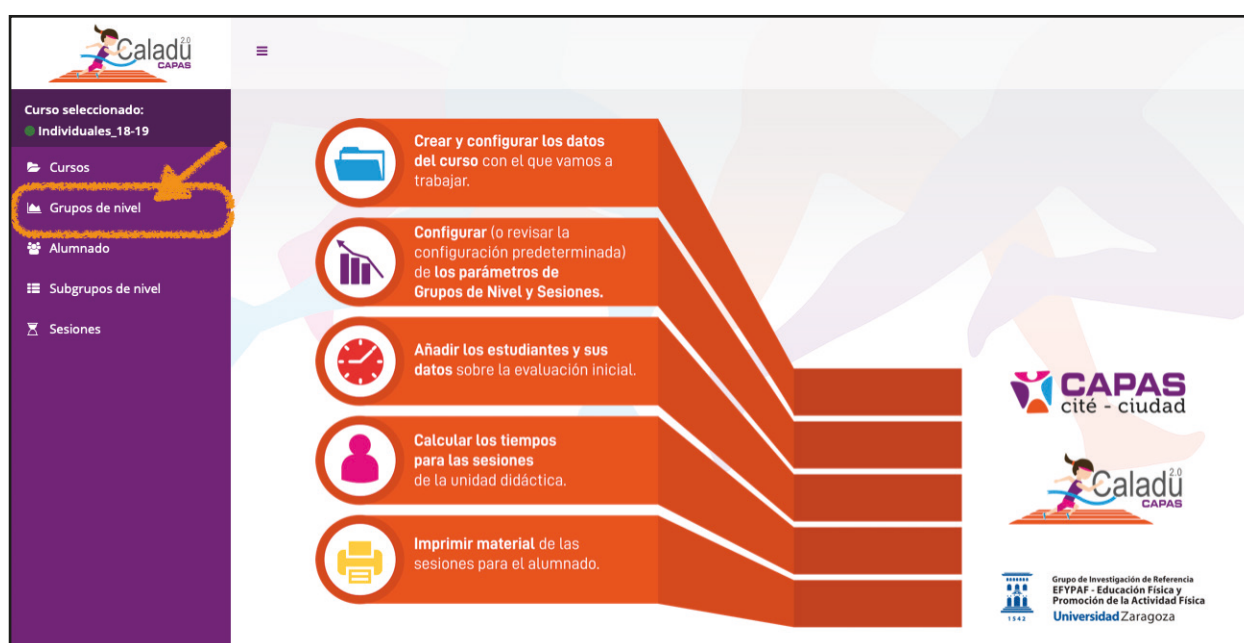 Caladü 2.0
CAPAS
Curso seleccionado:
Individuales_18-19
Cursos
Grupos de nivel
Alumnado
Subgrupos de nivel
Sesiones
Crear y configurar los datos
del curso con el que vamos a
trabajar.
Configurar (o revisar la
configuración predeterminada)
de los parámetros de
Grupos de Nivel y Sesiones.
Añadir los estudiantes y sus
datos sobre la evaluación inicial.
Calcular los tiempos
para las sesiones
de la unidad didáctica.
Imprimir material de las
sesiones para el alumnado.
CAPAS
cité - ciudad
Caladü 2.0
CAPAS
Grupo de Investigación de Referencia
EFYPAF - Educación Física y
Promoción de la Actividad Física
Universidad Zaragoza
1542